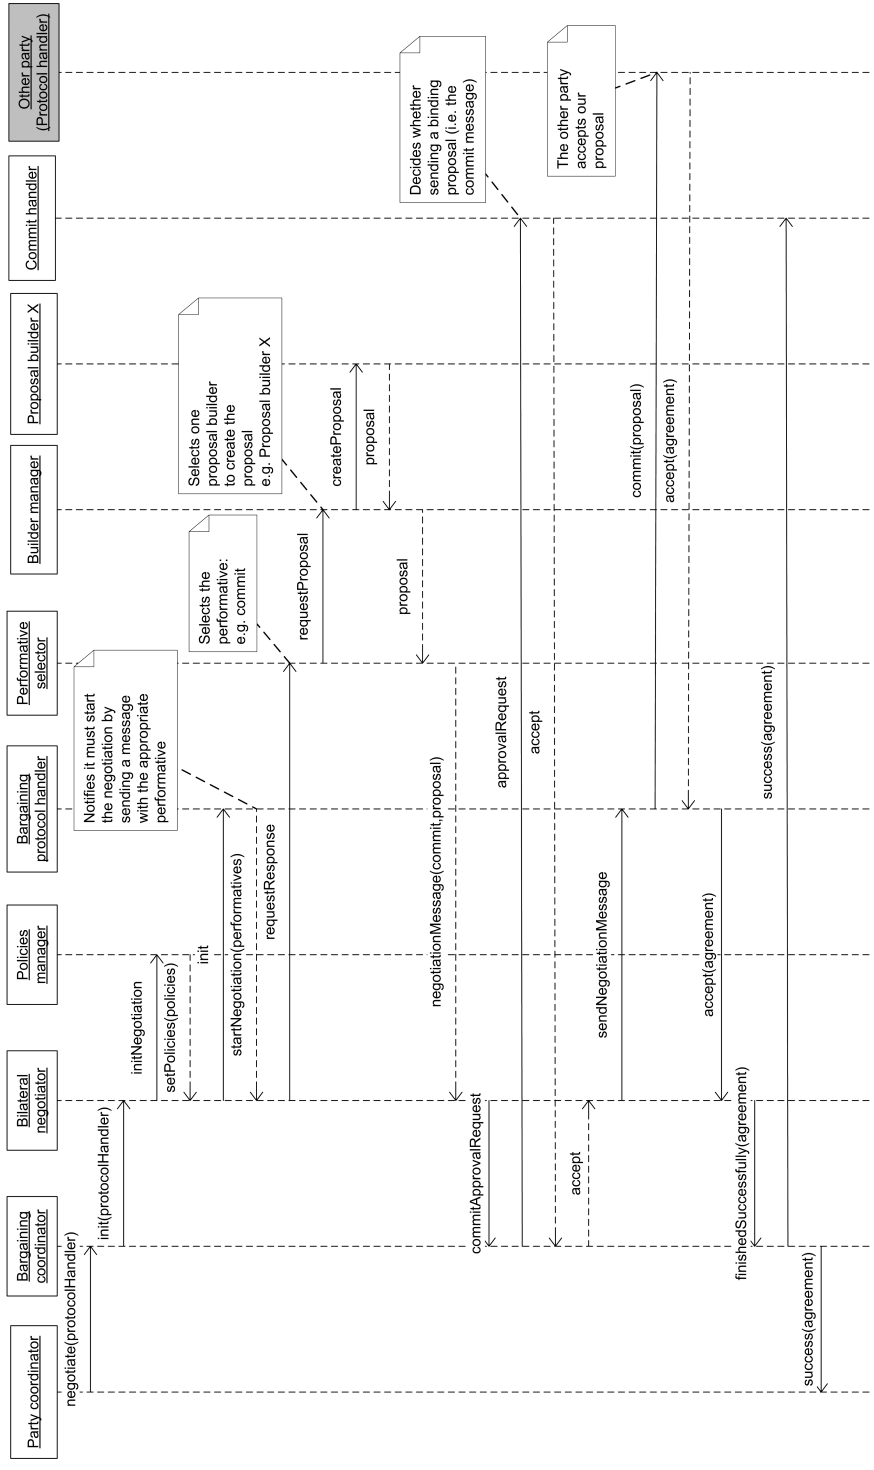 Party coordinator
Bargaining
coordinator
Bilateral
negotiator
Policies
manager
Bargaining
protocol handler
Performative
selector
Builder manager
Proposal builder X
Commit handler
Other party
(Protocol handler)
negotiate(protocolHandler)
init(protocolHandler)
initNegotiation
setPolicies(policies)
init
startNegotiation(performatives)
Notifies it must start
the negotiation by
sending a message
with the appropriate
performative
requestResponse
Selects the
performative:
e.g. commit
requestProposal
Selects one
proposal builder
to create the
proposal
e.g. Proposal builder X
createProposal
proposal
proposal
negotiationMessage(commit,proposal)
commitApprovalRequest
approvalRequest
Decides whether
sending a binding
proposal (i.e. the
commit message)
accept
accept
sendNegotiationMessage
commit(proposal)
The other party
accepts our
proposal
accept(agreement)
accept(agreement)
finishedSuccessfully(agreement)
success(agreement)
success(agreement)